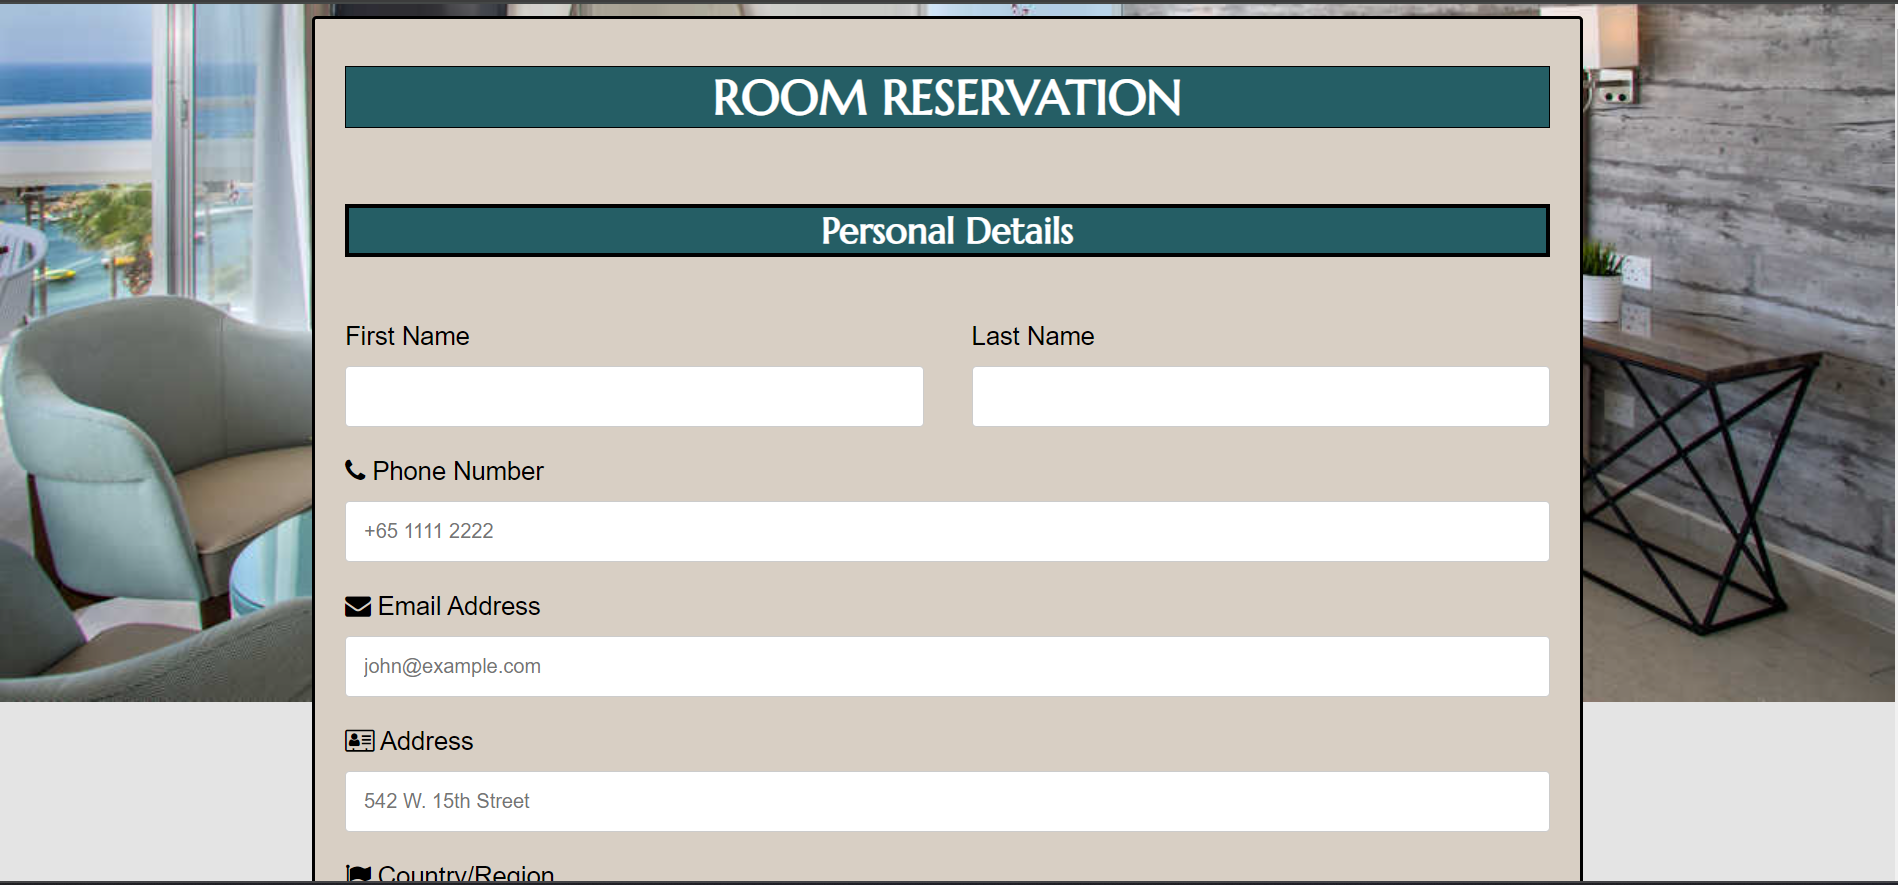 ROOM RESERVATION
Personal Details
First Name
Last Name
Phone Number
+65 1111 2222
Email Address
john@example.com
Address
542 W. 15th Street
Country/Region